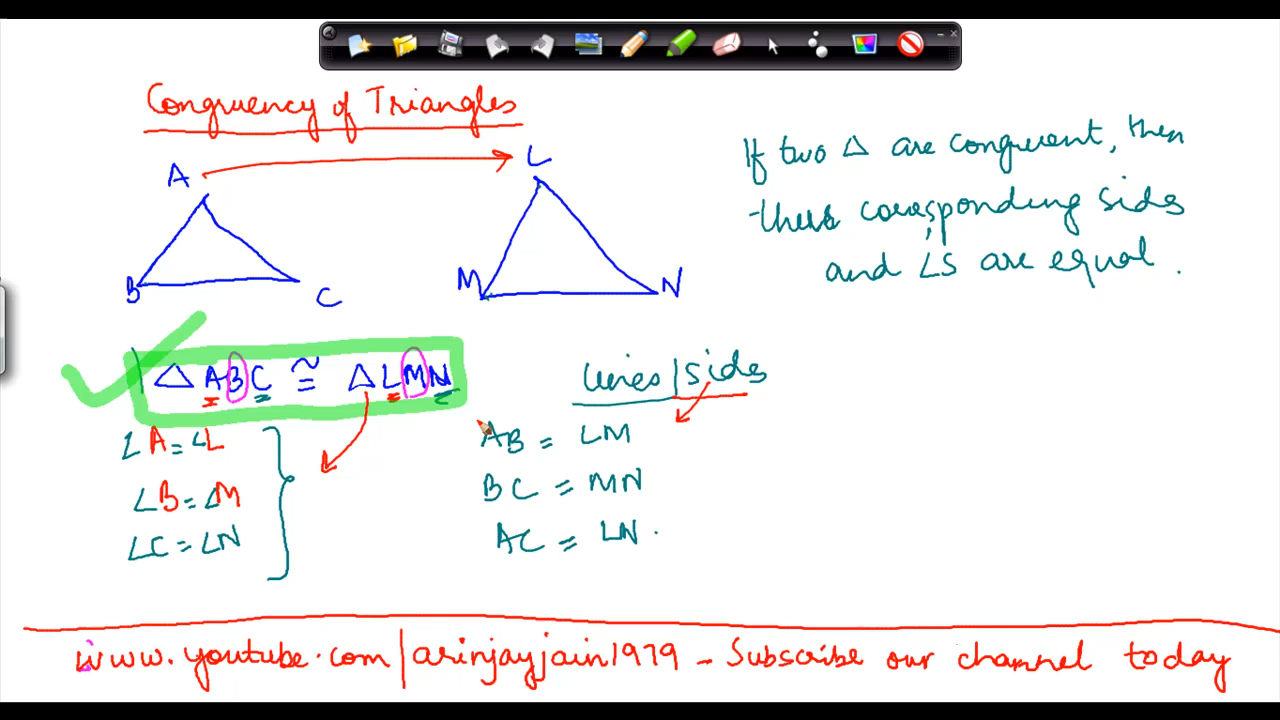 Congruency of Triangles
A
B
C
L
M
N
If two Δ are congruent, then
their corresponding sides
and ∠s are equal.
Δ ABC ≅ Δ LMN
∠A = ∠L
∠B = ΔM
∠C = ∠N
lines | sides
AB = LM
BC = MN
AC = LN.
www.youtube.com/arinjayjain1979 - Subscribe our channel today